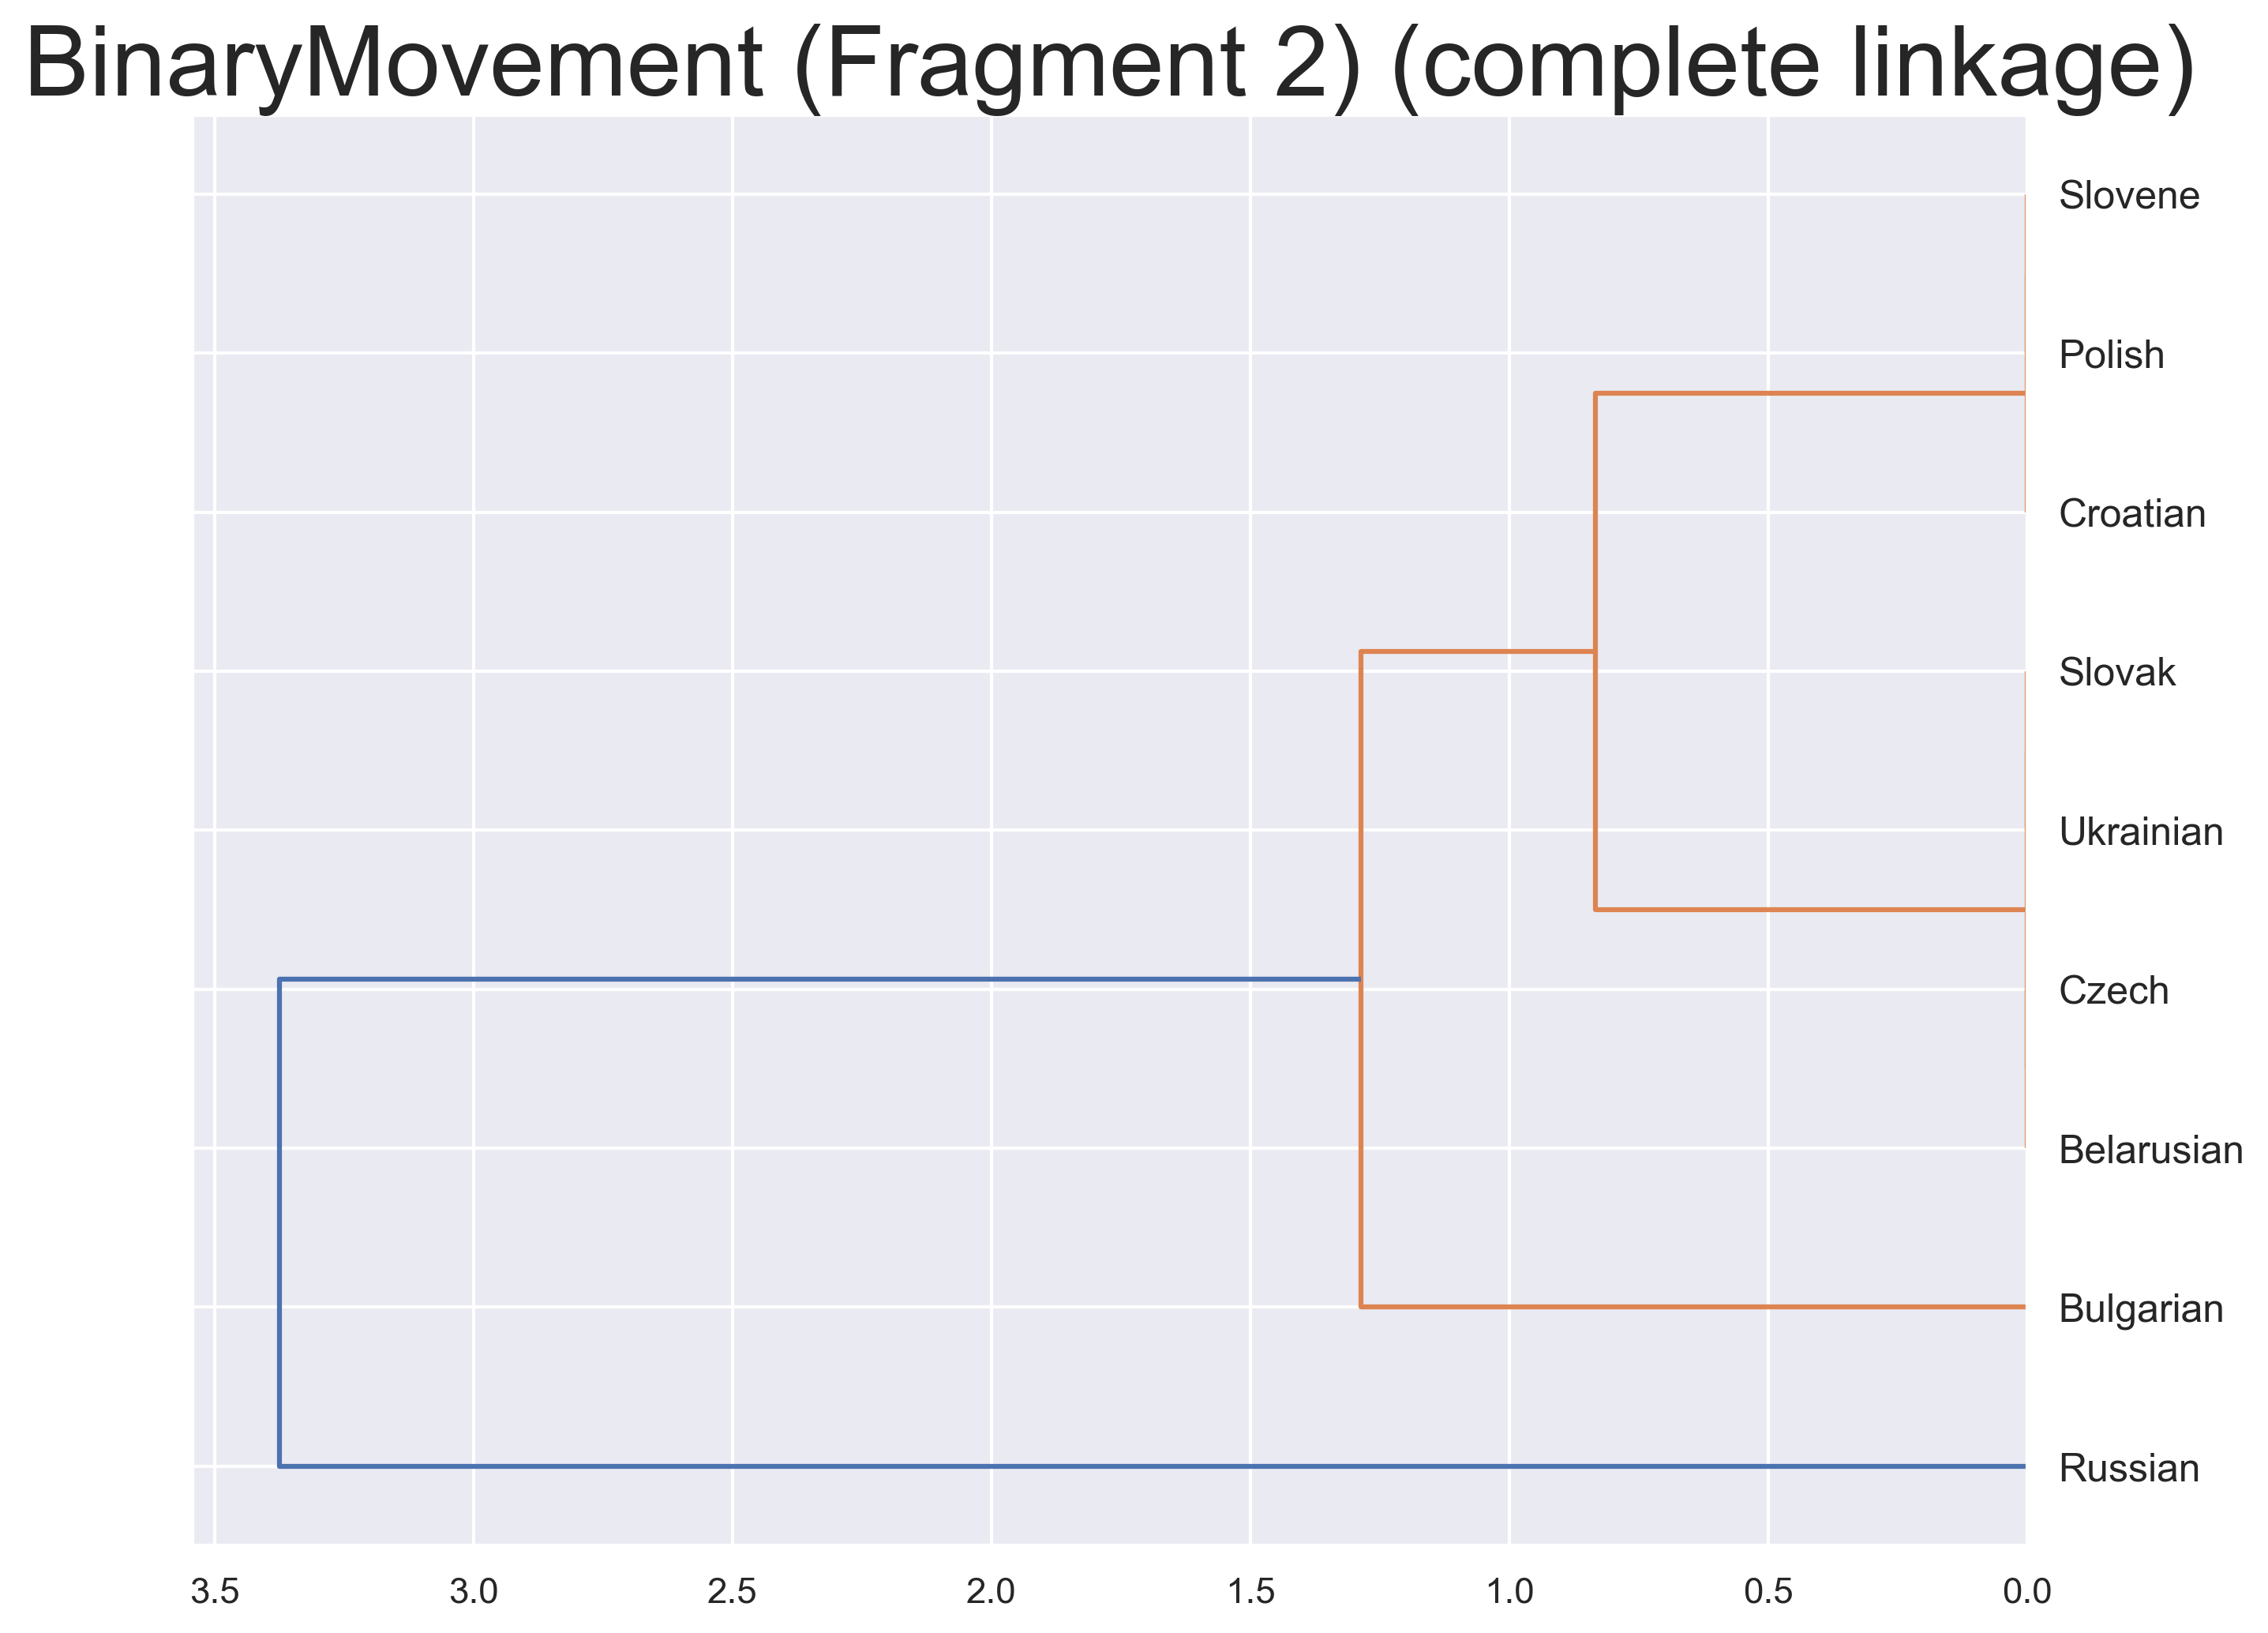 BinaryMovement (Fragment 2) (complete linkage)
Slovene
Polish
Croatian
Slovak
Ukrainian
Czech
Belarusian
Bulgarian
Russian
3.5 3.0 2.5 2.0 1.5 1.0 0.5 0.0